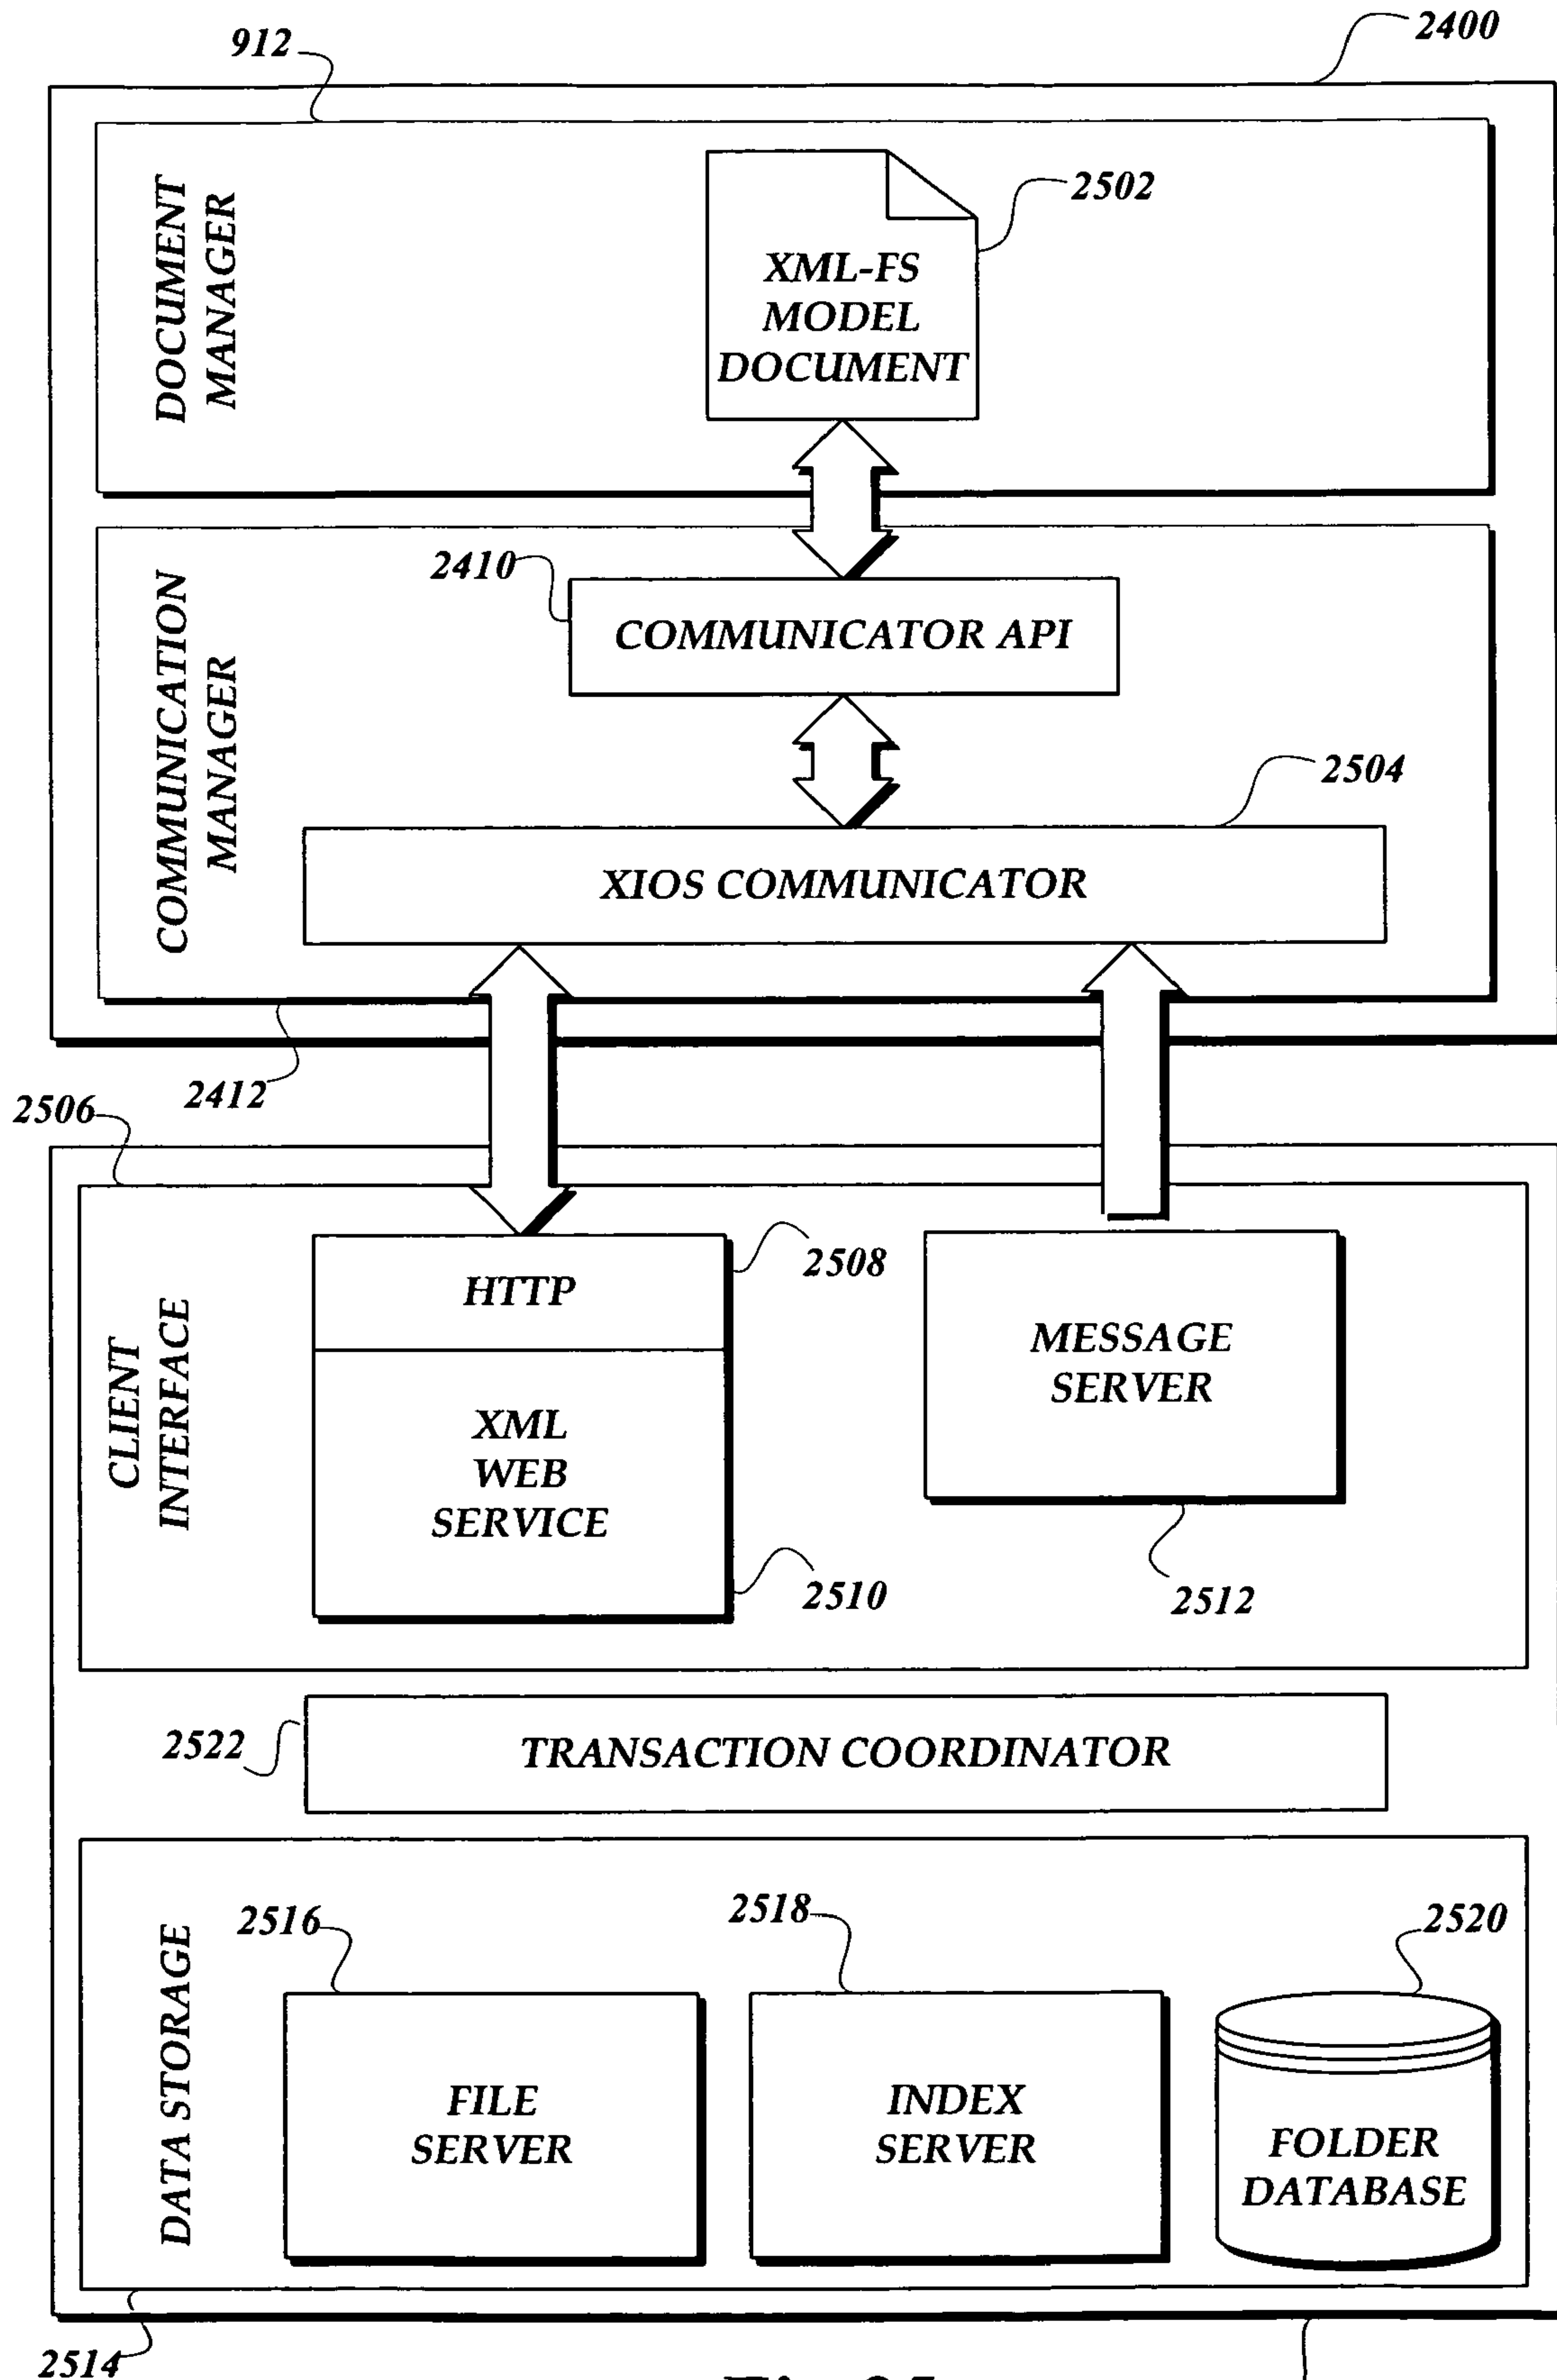 912
2400
DOCUMENT
MANAGER
2502
XML-FS
MODEL
DOCUMENT
COMMUNICATION
MANAGER
2410
COMMUNICATOR API
2504
XIOS COMMUNICATOR
2412
2506
CLIENT
INTERFACE
HTTP
2508
XML
WEB
SERVICE
2510
MESSAGE
SERVER
2512
2522
TRANSACTION COORDINATOR
DATA STORAGE
2516
FILE
SERVER
2518
INDEX
SERVER
2520
FOLDER
DATABASE
2514